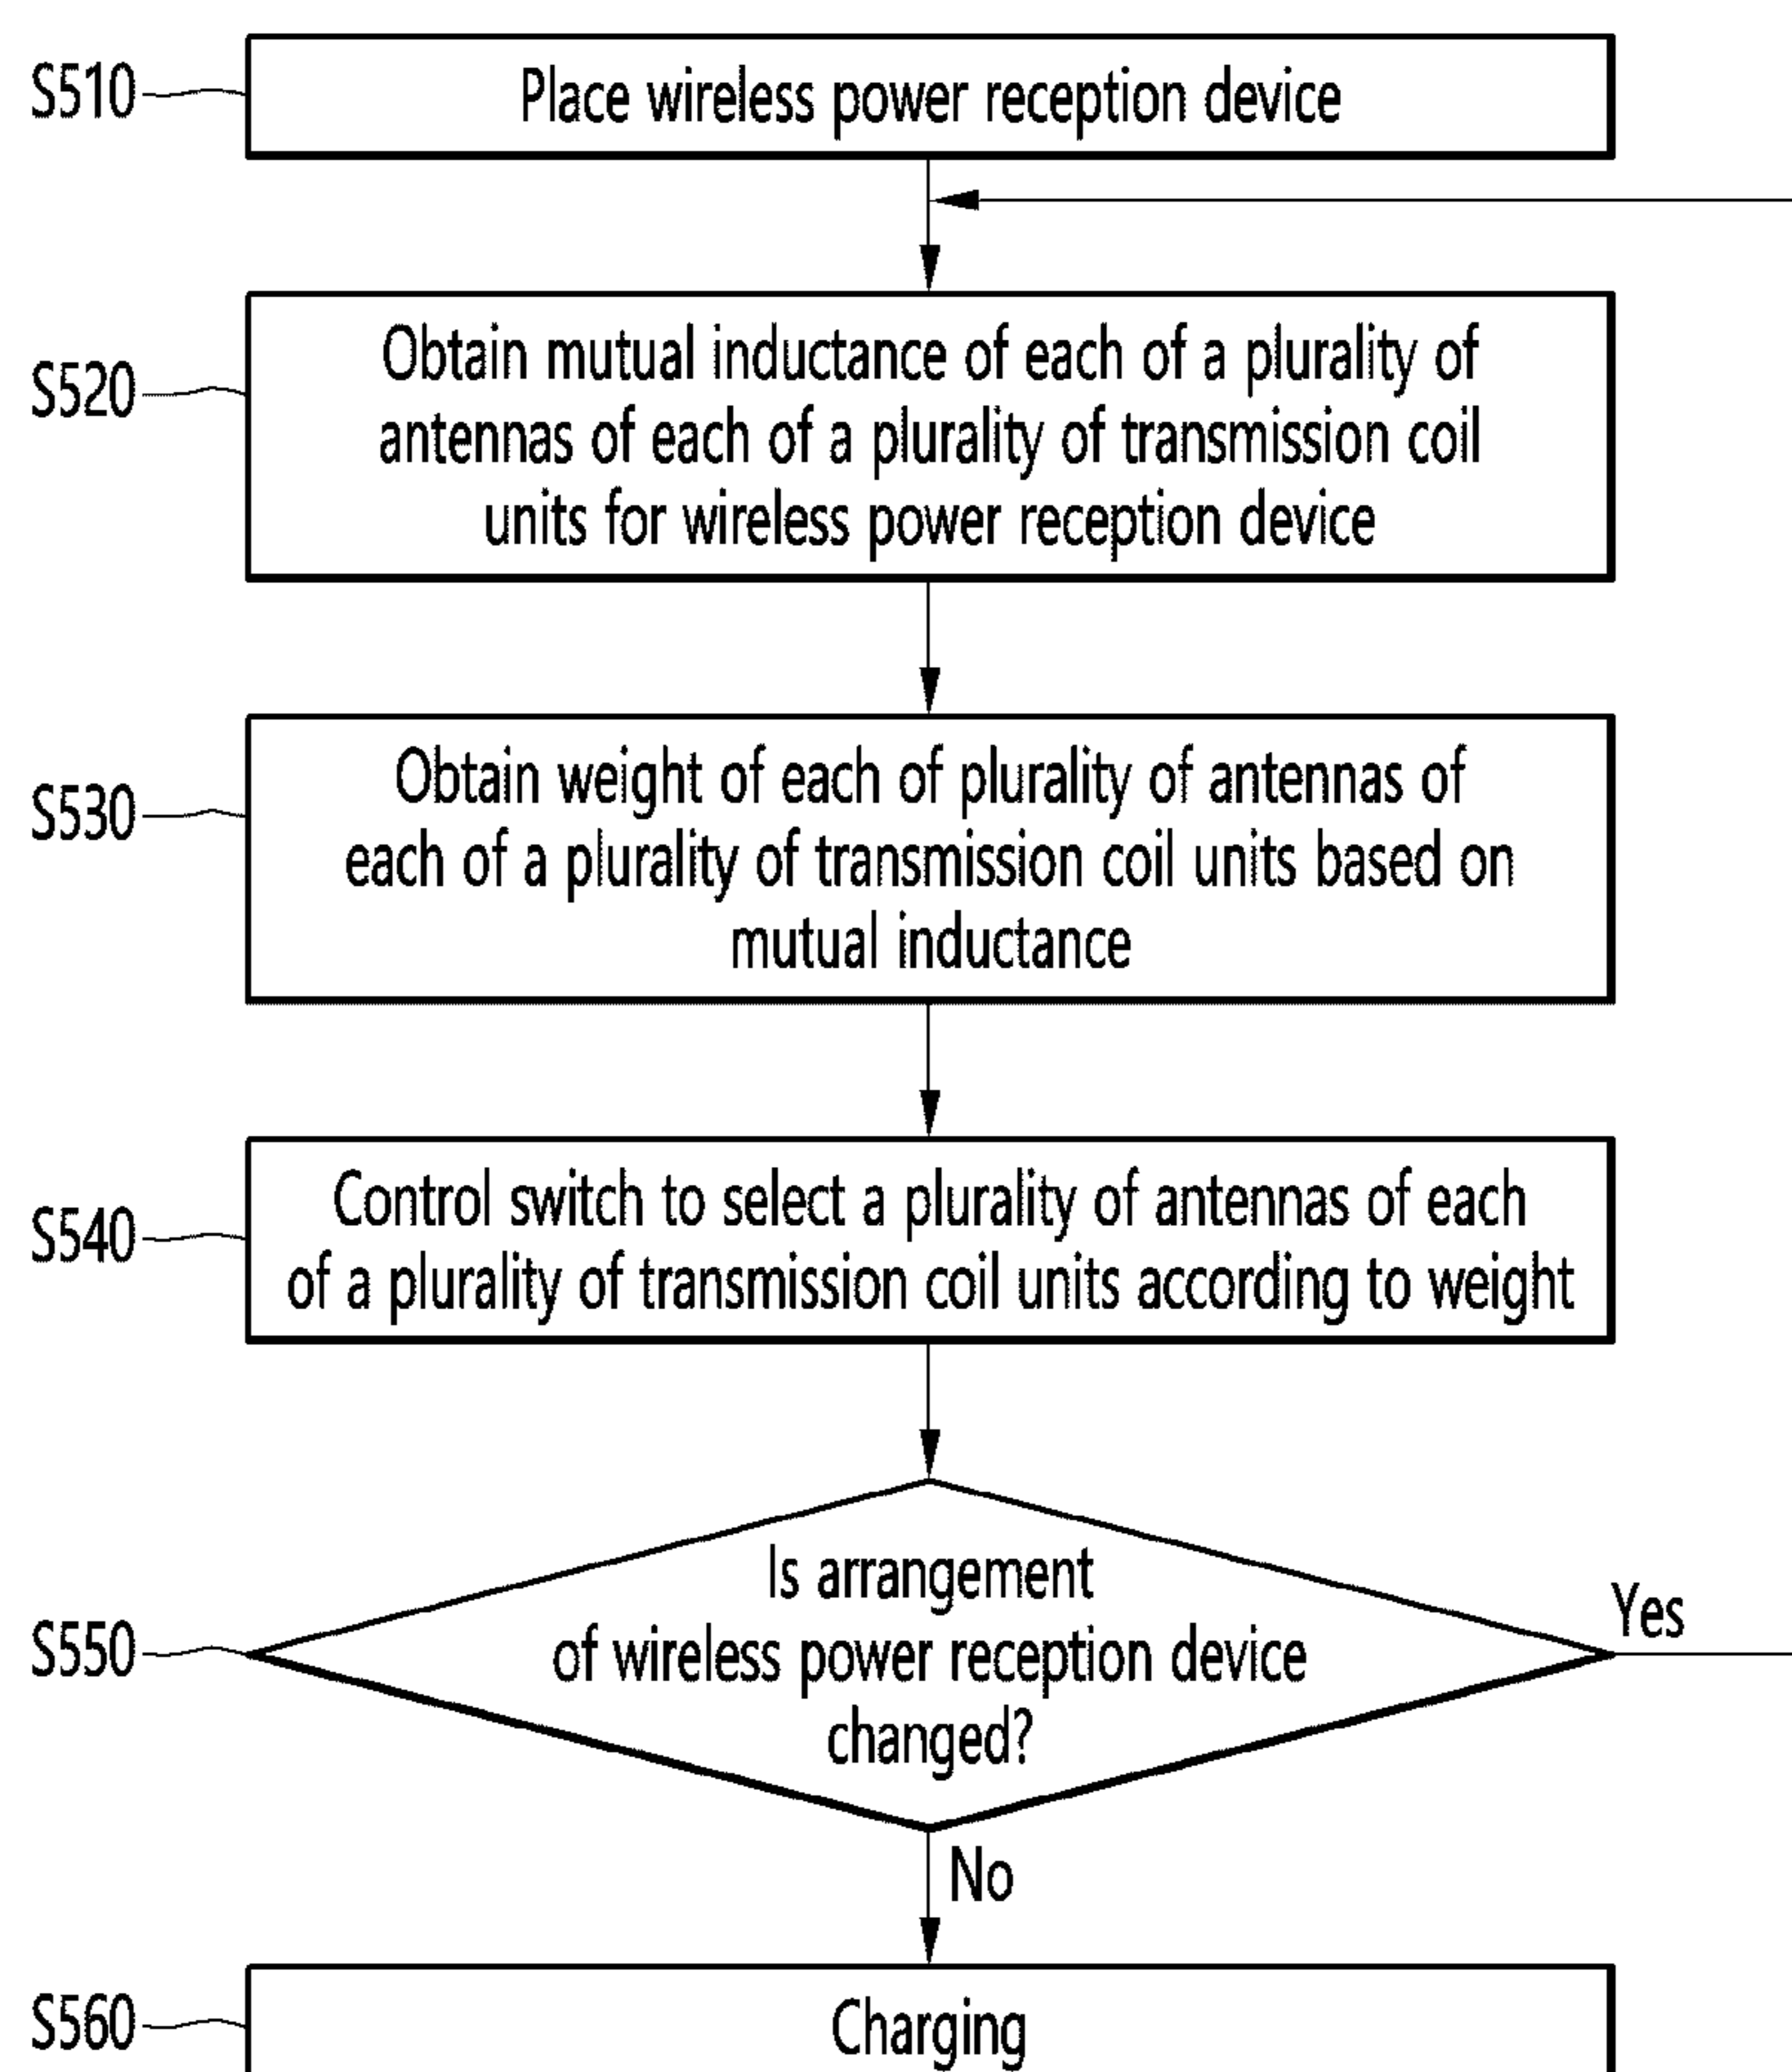 S510
Place wireless power reception device
S520
Obtain mutual inductance of each of a plurality of
antennas of each of a plurality of transmission coil
units for wireless power reception device
S530
Obtain weight of each of plurality of antennas of
each of a plurality of transmission coil units based on
mutual inductance
S540
Control switch to select a plurality of antennas of each
of a plurality of transmission coil units according to weight
S550
Is arrangement
of wireless power reception device
changed?
Yes
No
S560
Charging